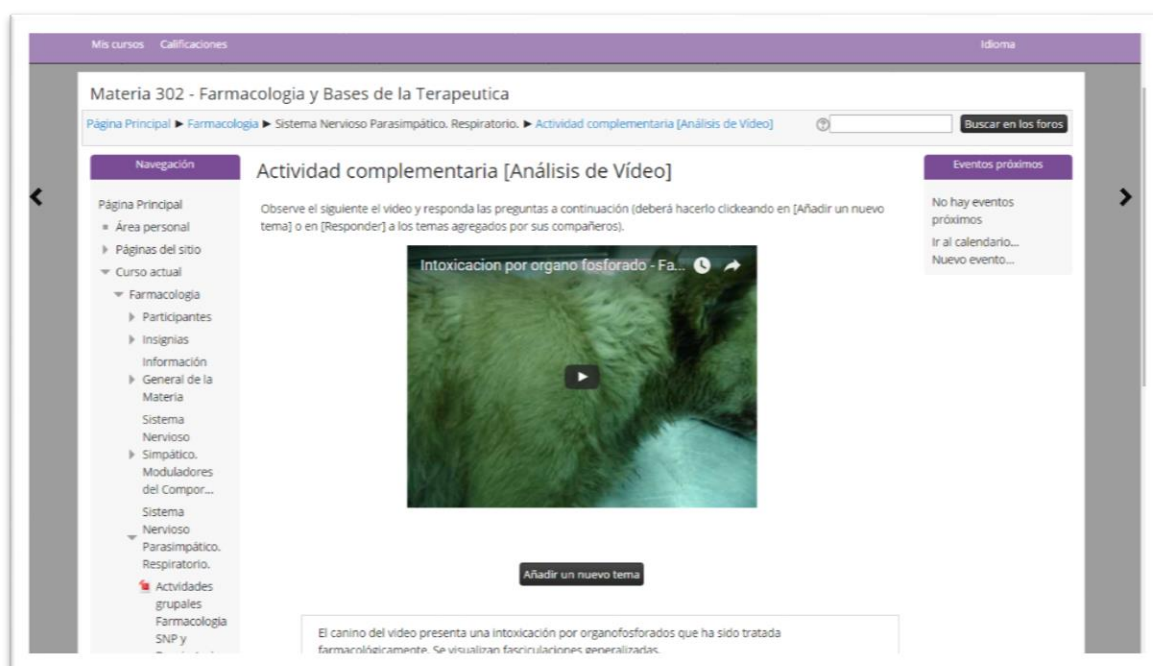 Mis cursos Calificaciones Idioma
Materia 302 - Farmacologia y Bases de la Terapeutica
Página Principal ► Farmacologia ► Sistema Nervioso Parasimpático. Respiratorio. ► Actividad complementaria [Análisis de Vídeo] Buscar en los foros
Navegación
Página Principal
Área personal
Páginas del sitio
Curso actual
Farmacologia
Participantes
Insignias
Información
General de la
Materia
Sistema
Nervioso
Simpático.
Moduladores
del Compor...
Sistema
Nervioso
Parasimpático.
Respiratorio.
Actvidades
grupales
Farmacologia
SNP y
Actividad complementaria [Análisis de Vídeo]
Observe el siguiente el video y responda las preguntas a continuación (deberá hacerlo clickeando en [Añadir un nuevo
tema] o en [Responder] a los temas agregados por sus compañeros).
Intoxicacion por organo fosforado - Fa...
Añadir un nuevo tema
El canino del video presenta una intoxicación por organofosforados que ha sido tratada
farmacológicamente. Se visualizan fasciculaciones generalizadas.
Eventos próximos
No hay eventos
próximos
Ir al calendario...
Nuevo evento...